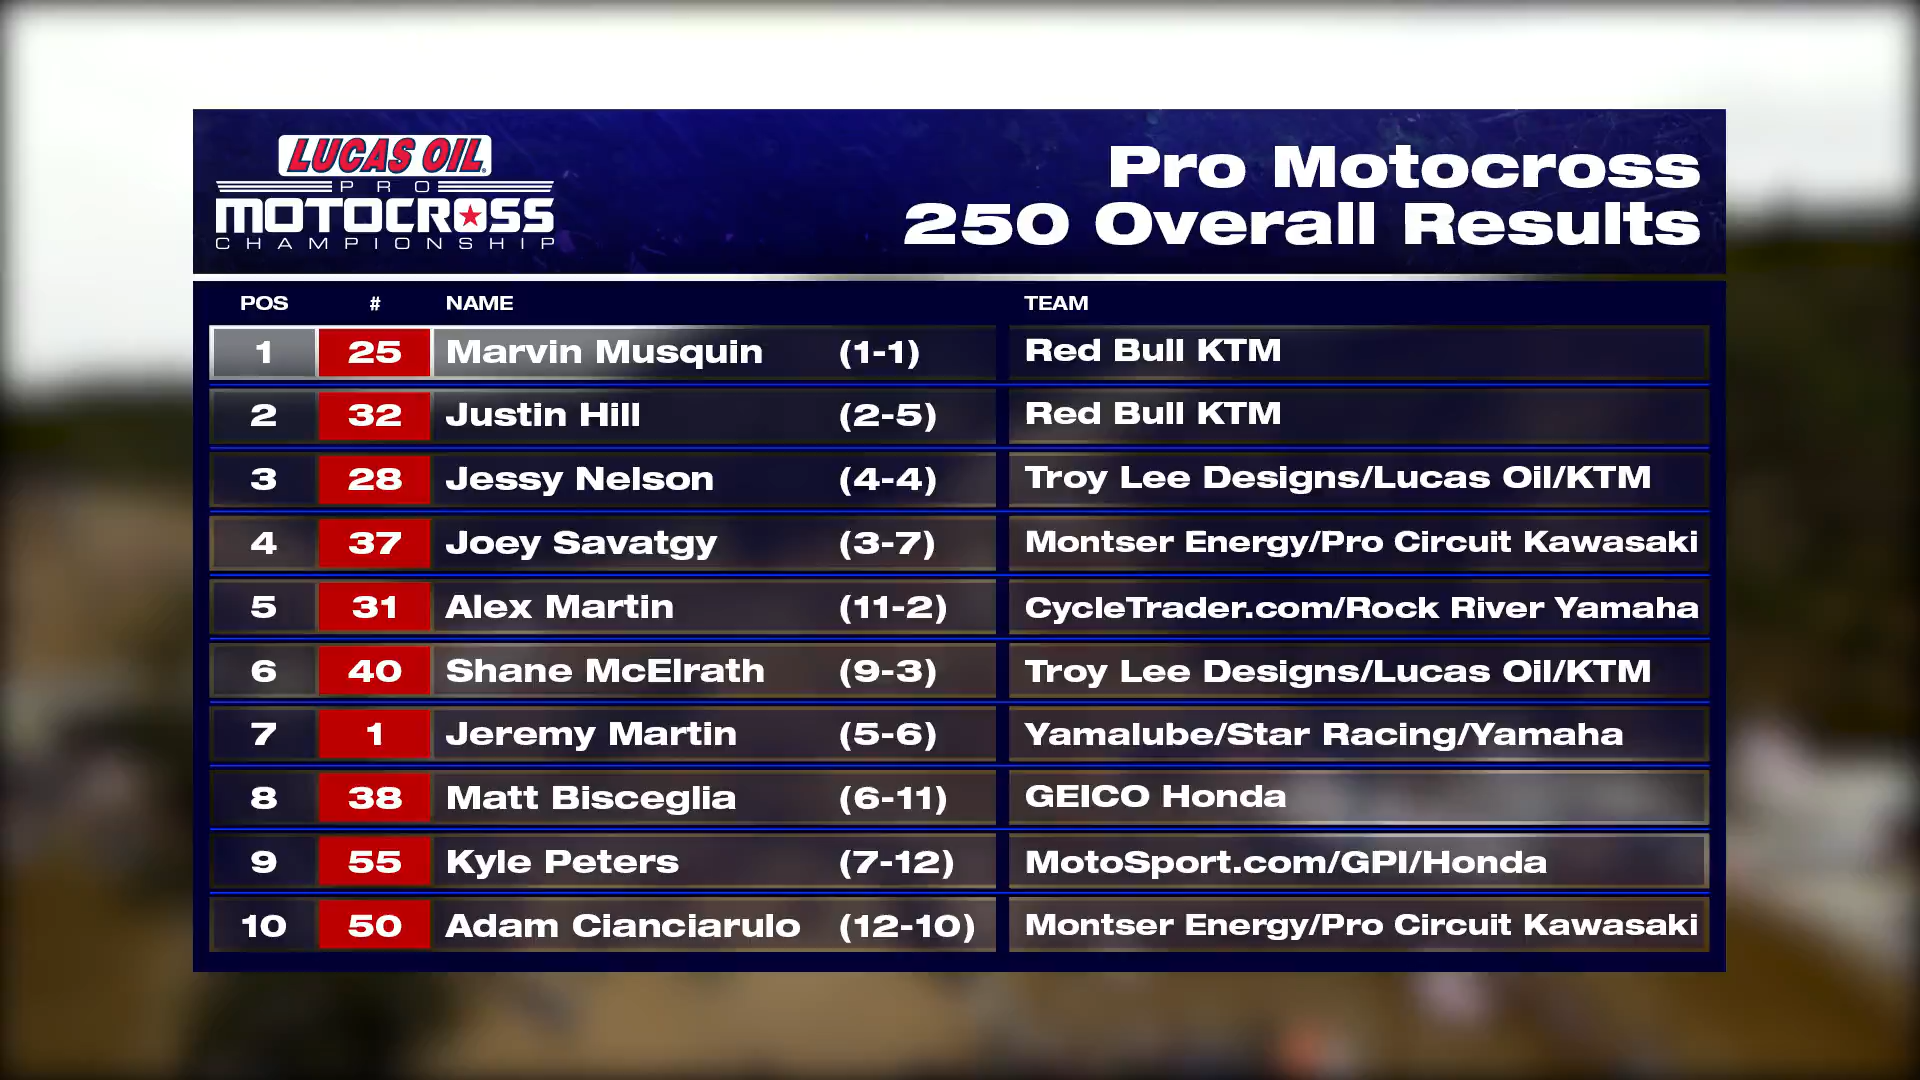 LUCAS OIL
PRO
MOTOCROSS
CHAMPIONSHIP
Pro Motocross
250 Overall Results
POS # NAME TEAM
1 25 Marvin Musquin (1-1) Red Bull KTM
2 32 Justin Hill (2-5) Red Bull KTM
3 28 Jessy Nelson (4-4) Troy Lee Designs/Lucas Oil/KTM
4 37 Joey Savatgy (3-7) Montser Energy/Pro Circuit Kawasaki
5 31 Alex Martin (11-2) CycleTrader.com/Rock River Yamaha
6 40 Shane McElrath (9-3) Troy Lee Designs/Lucas Oil/KTM
7 1 Jeremy Martin (5-6) Yamalube/Star Racing/Yamaha
8 38 Matt Bisceglia (6-11) GEICO Honda
9 55 Kyle Peters (7-12) MotoSport.com/GPI/Honda
10 50 Adam Cianciarulo (12-10) Montser Energy/Pro Circuit Kawasaki